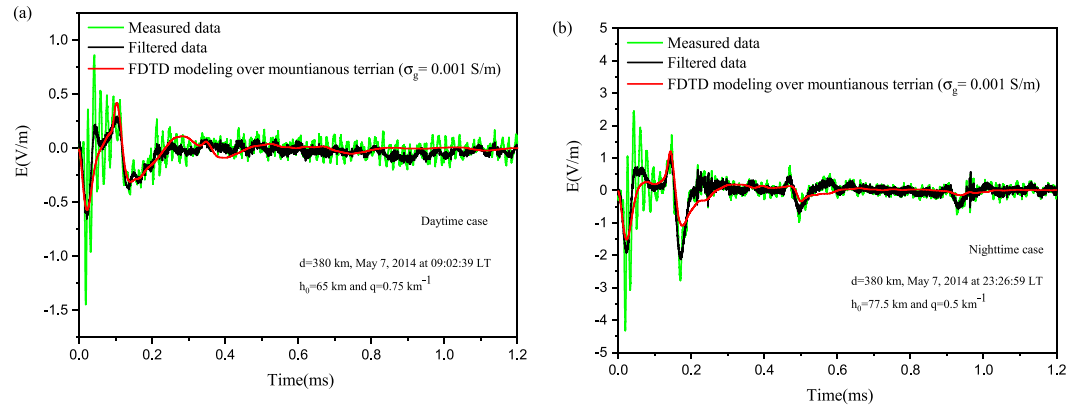 (a)
Measured data
Filtered data
FDTD modeling over mountianous terrian (σg= 0.001 S/m)
1.0
0.5
0.0
-0.5
-1.0
-1.5
E(V/m)
Daytime case
d=380 km, May 7, 2014 at 09:02:39 LT
h0=65 km and q=0.75 km-1
0.0 0.2 0.4 0.6 0.8 1.0 1.2
Time(ms)
(b)
Measured data
Filtered data
FDTD modeling over mountianous terrian (σg= 0.001 S/m)
5
4
3
2
1
0
-1
-2
-3
-4
-5
E(V/m)
Nighttime case
d=380 km, May 7, 2014 at 23:26:59 LT
h0=77.5 km and q=0.5 km-1
0.0 0.2 0.4 0.6 0.8 1.0 1.2
Time(ms)